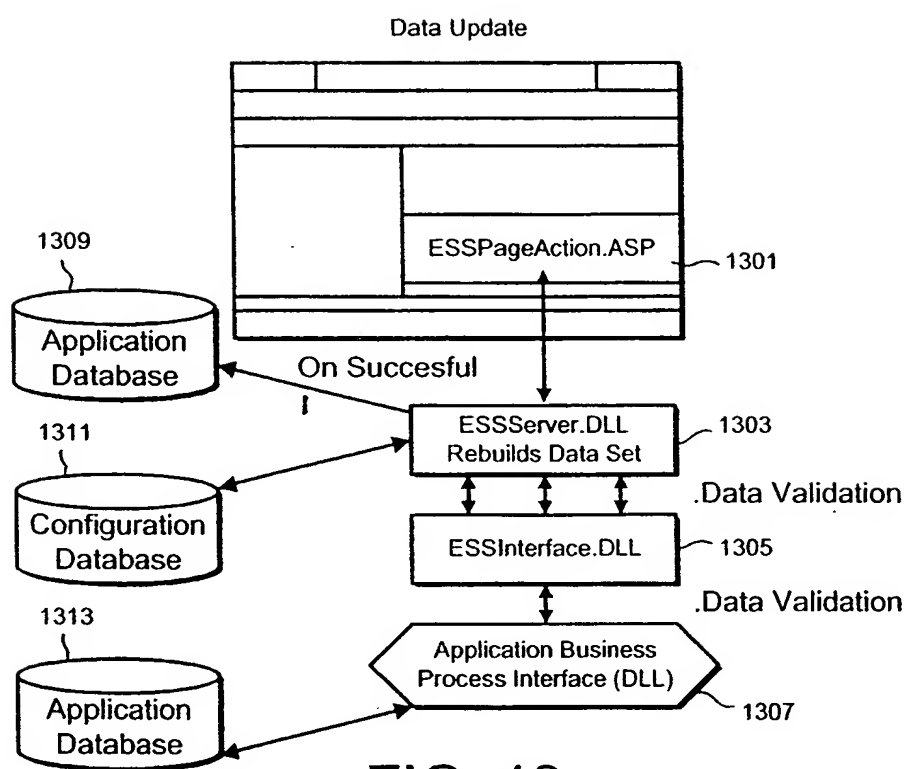 Data Update
ESSPageAction.ASP
1301
1309
Application
Database
On Succesful
ESSServer.DLL
Rebuilds Data Set
1303
1311
Configuration
Database
.Data Validation
ESSInterface.DLL
1305
.Data Validation
1313
Application
Database
Application Business
Process Interface (DLL)
1307